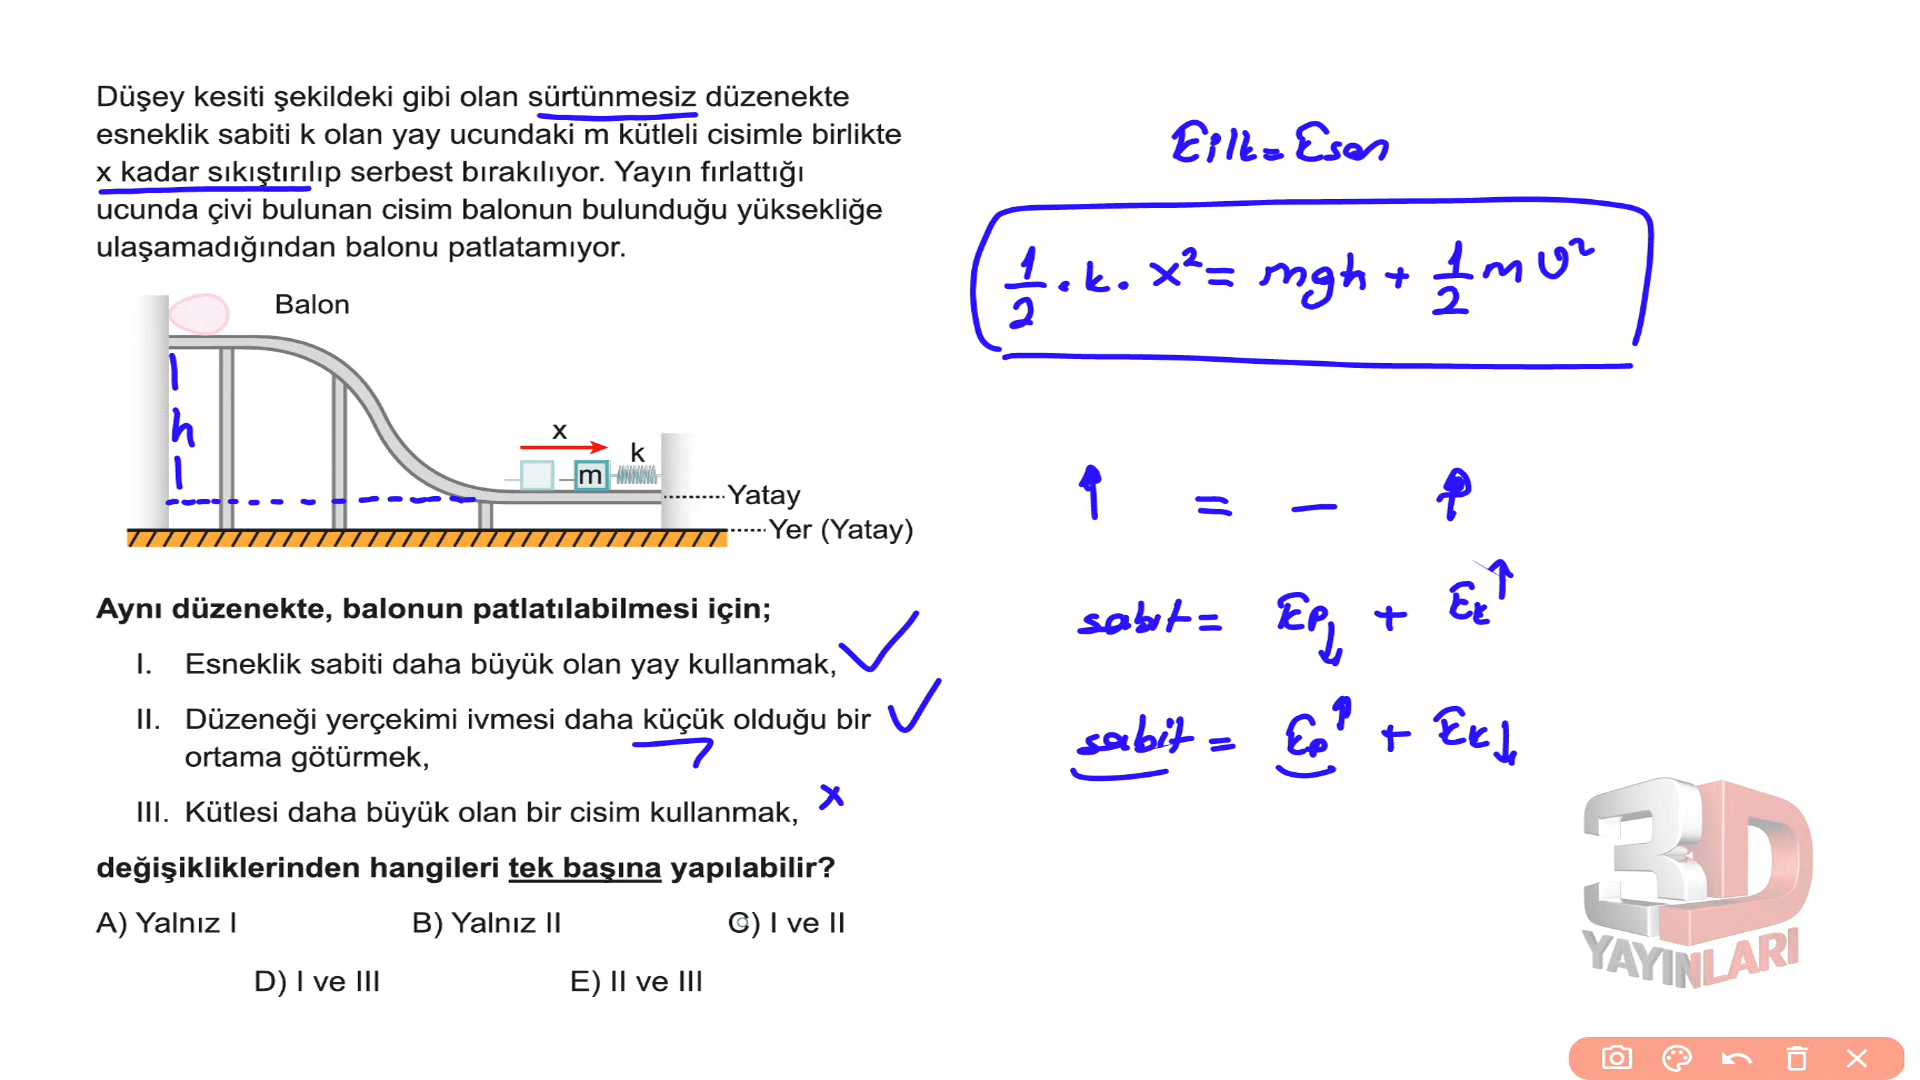 Düşey kesiti şekildeki gibi olan sürtünmesiz düzenekte
esneklik sabiti k olan yay ucundaki m kütleli cisimle birlikte
x kadar sıkıştırılıp serbest bırakılıyor. Yayın fırlattığı
ucunda çivi bulunan cisim balonun bulunduğu yüksekliğe
ulaşamadığından balonu patlatamıyor.
Balon
h
x
k
m
Yatay
Yer (Yatay)
Aynı düzenekte, balonun patlatılabilmesi için;
I. Esneklik sabiti daha büyük olan yay kullanmak, ✓
II. Düzeneği yerçekimi ivmesi daha küçük olduğu bir ✓
ortama götürmek,
III. Kütlesi daha büyük olan bir cisim kullanmak, x
değişikliklerinden hangileri tek başına yapılabilir?
A) Yalnız I B) Yalnız II C) I ve II
D) I ve III E) II ve III
Eilk = Eson
1/2 . k . x² = mgh + 1/2 m v²
↑ = — ↑
sabit = Ep↓ + Ek↑
sabit = Ep↑ + Ek↓
3D
YAYINLARI